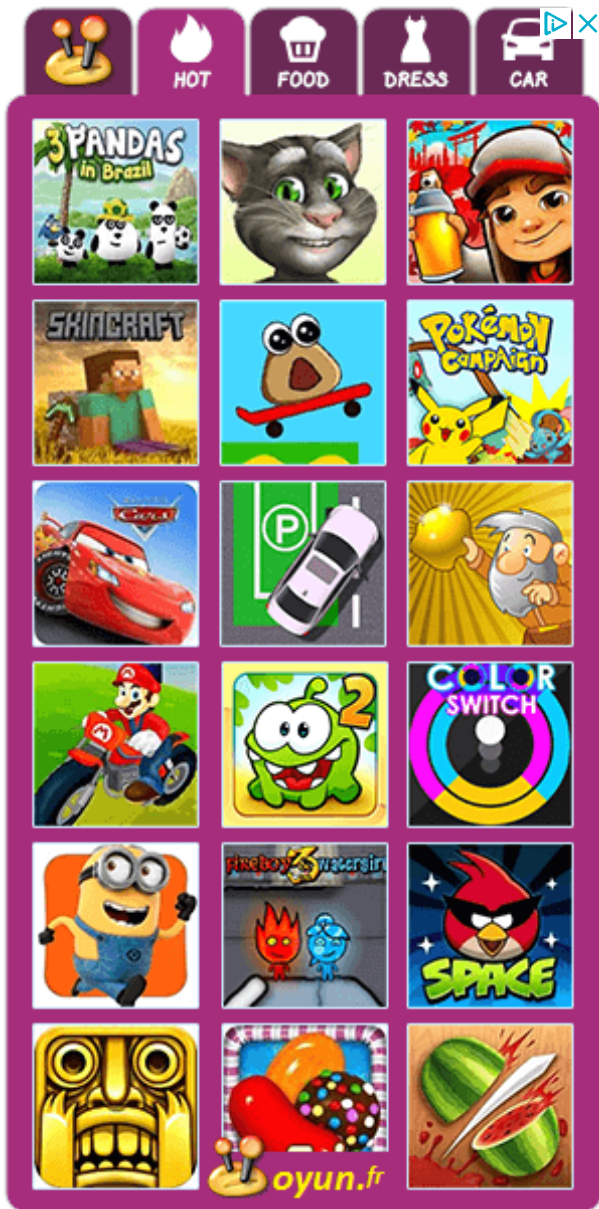 HOT
FOOD
DRESS
CAR
3 PANDAS
in Brazil
SKINCRAFT
POKéMON
CAMPAIGN
Cars
P
M
M
2
COLOR
SWITCH
FIREBOY 3 WATERGIRL
SPACE
oyun.fr